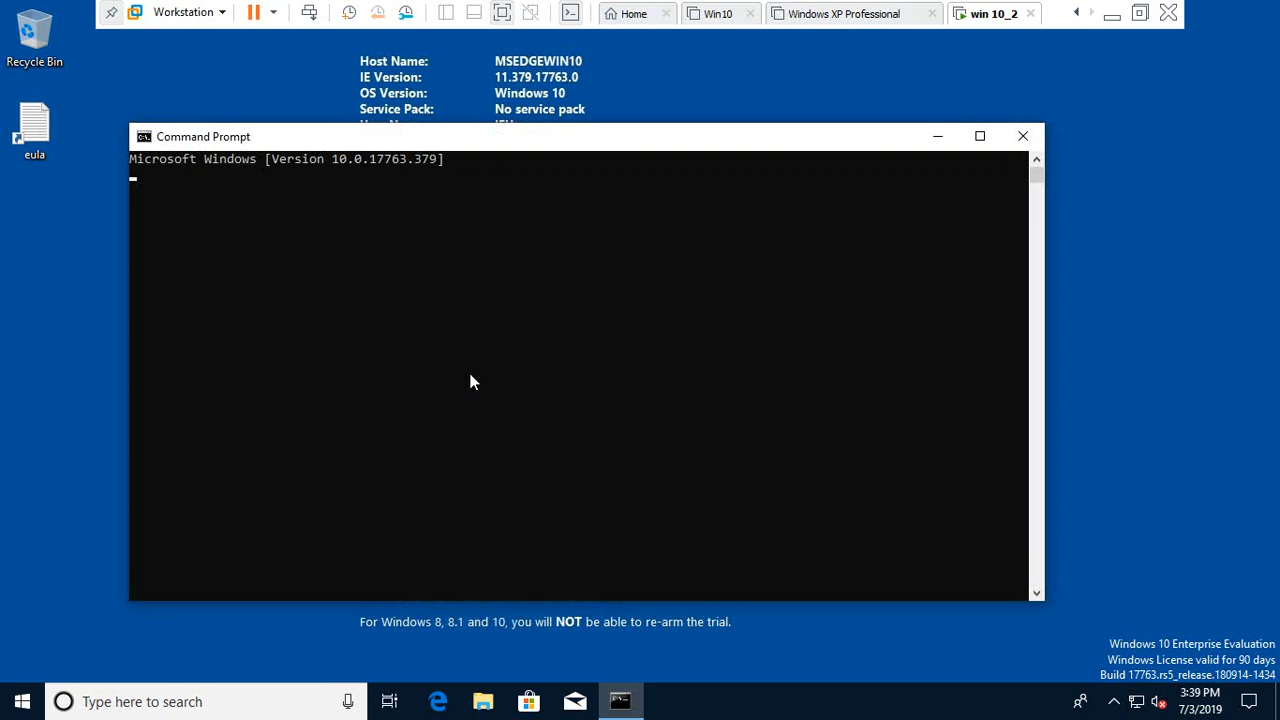 Workstation
Home
Win10
Windows XP Professional
win 10_2
Recycle Bin
eula
Host Name: MSEDGEWIN10
IE Version: 11.379.17763.0
OS Version: Windows 10
Service Pack: No service pack
Command Prompt
Microsoft Windows [Version 10.0.17763.379]
For Windows 8, 8.1 and 10, you will NOT be able to re-arm the trial.
Windows 10 Enterprise Evaluation
Windows License valid for 90 days
Build 17763.rs5_release.180914-1434
Type here to search
3:39 PM
7/3/2019